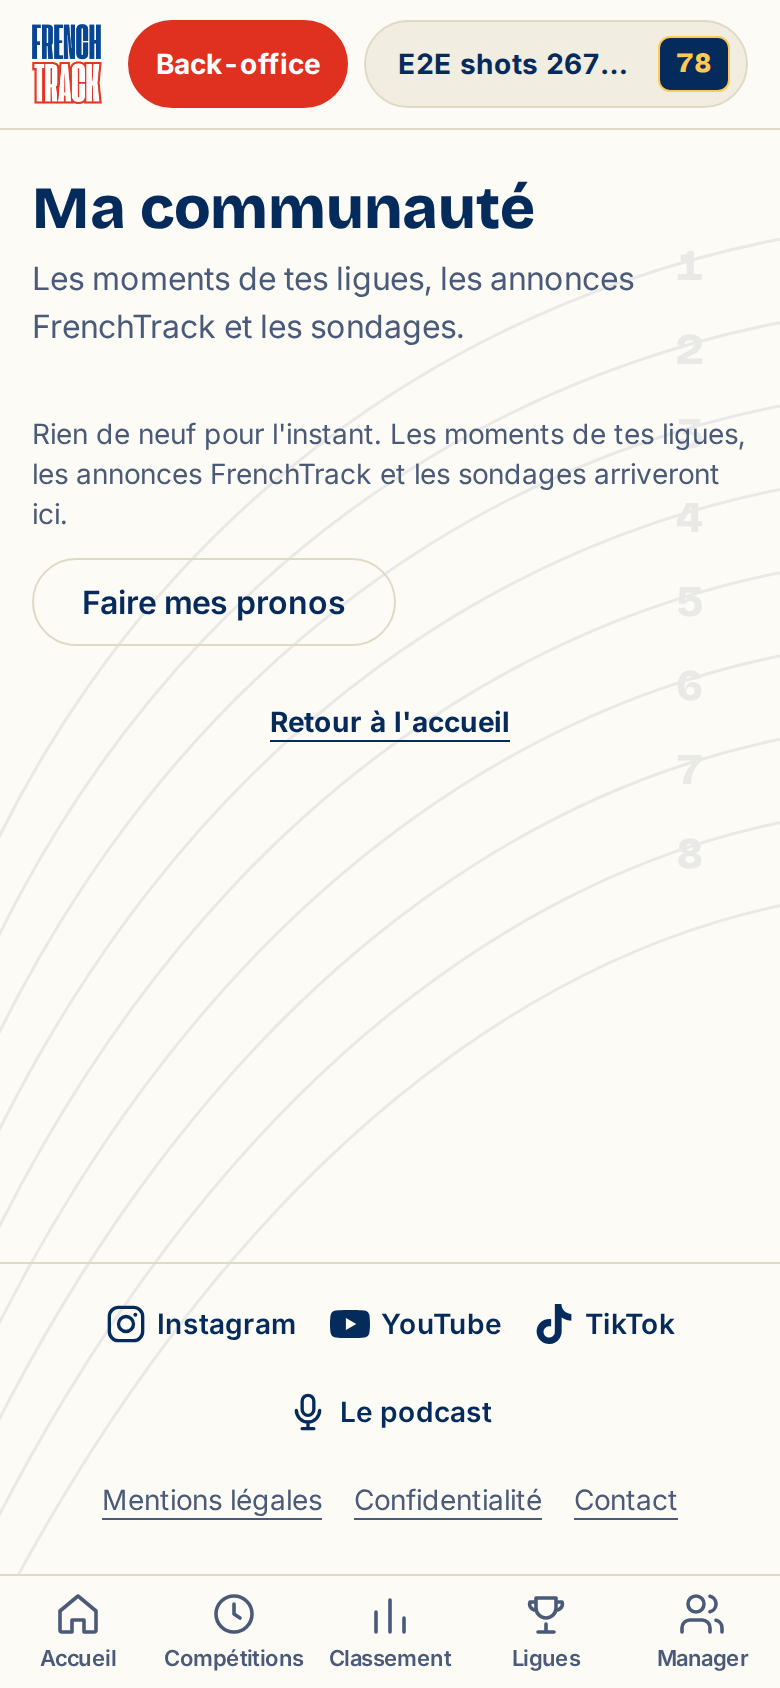 FRENCH
TRACK
Back-office
E2E shots 267...
78
Ma communauté
Les moments de tes ligues, les annonces
FrenchTrack et les sondages.
1
2
3
4
5
6
7
8
Rien de neuf pour l'instant. Les moments de tes ligues,
les annonces FrenchTrack et les sondages arriveront
ici.
Faire mes pronos
Retour à l'accueil
Instagram
YouTube
TikTok
Le podcast
Mentions légales
Confidentialité
Contact
Accueil
Compétitions
Classement
Ligues
Manager